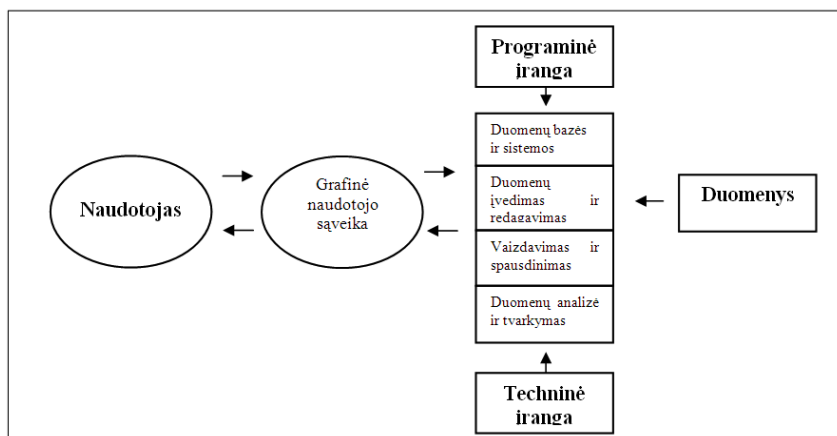 Programinė
įranga
Duomenų bazės
ir sistemos
Naudotojas
Grafinė
naudotojo
sąveika
Duomenų
įvedimas ir
redagavimas
Duomenys
Vaizdavimas ir
spausdinimas
Duomenų analizė
ir tvarkymas
Techninė
įranga